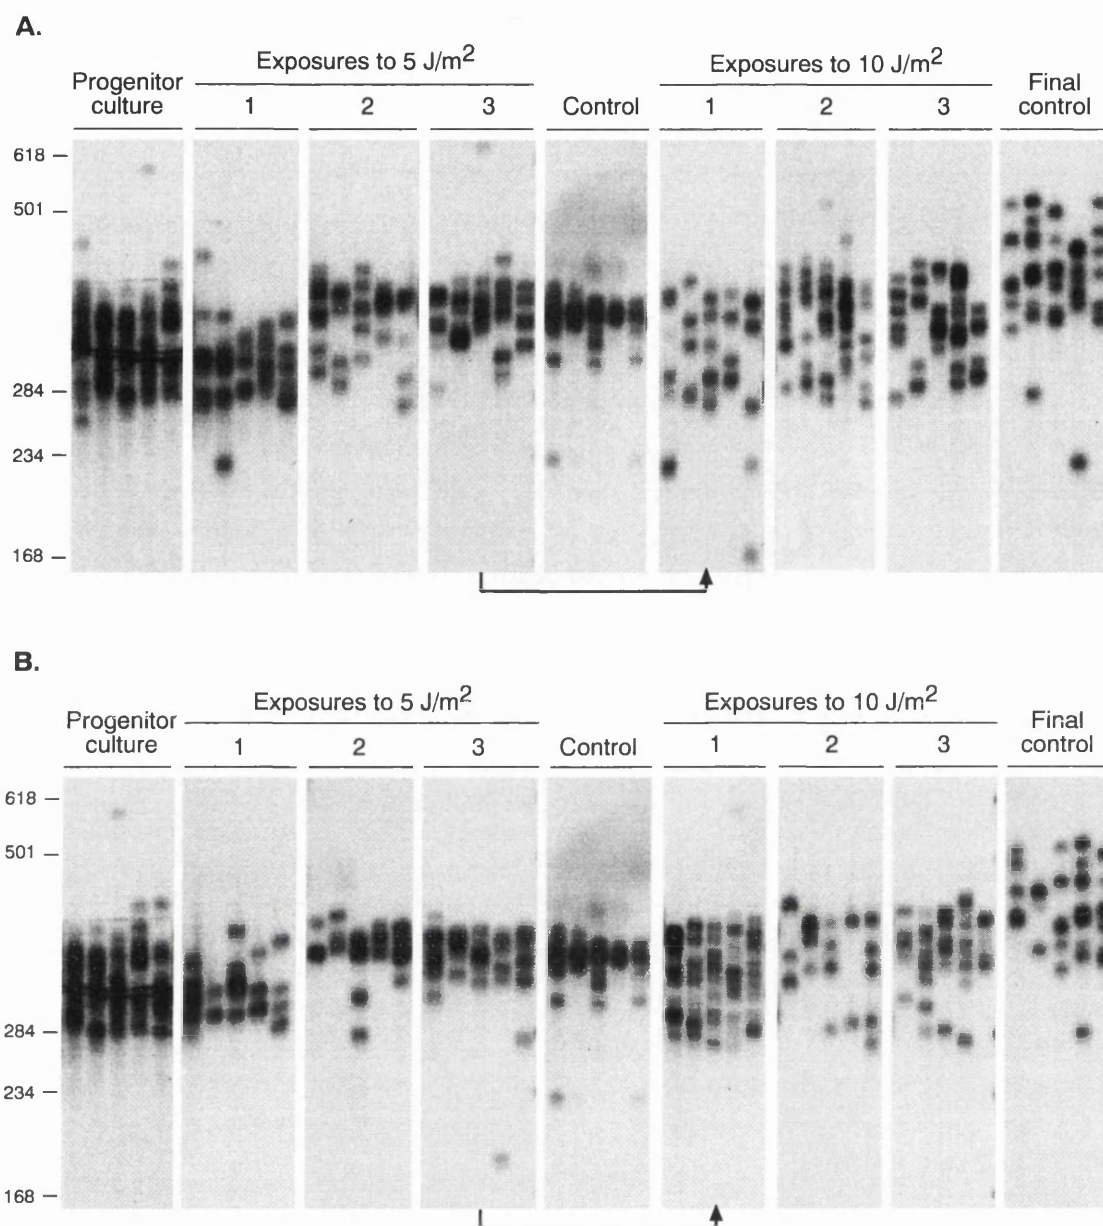 A.
Exposures to 5 J/m2
Exposures to 10 J/m2
Progenitor culture
1
2
3
Control
1
2
3
Final control
618
501
284
234
168
B.
Exposures to 5 J/m2
Exposures to 10 J/m2
Progenitor culture
1
2
3
Control
1
2
3
Final control
618
501
284
234
168